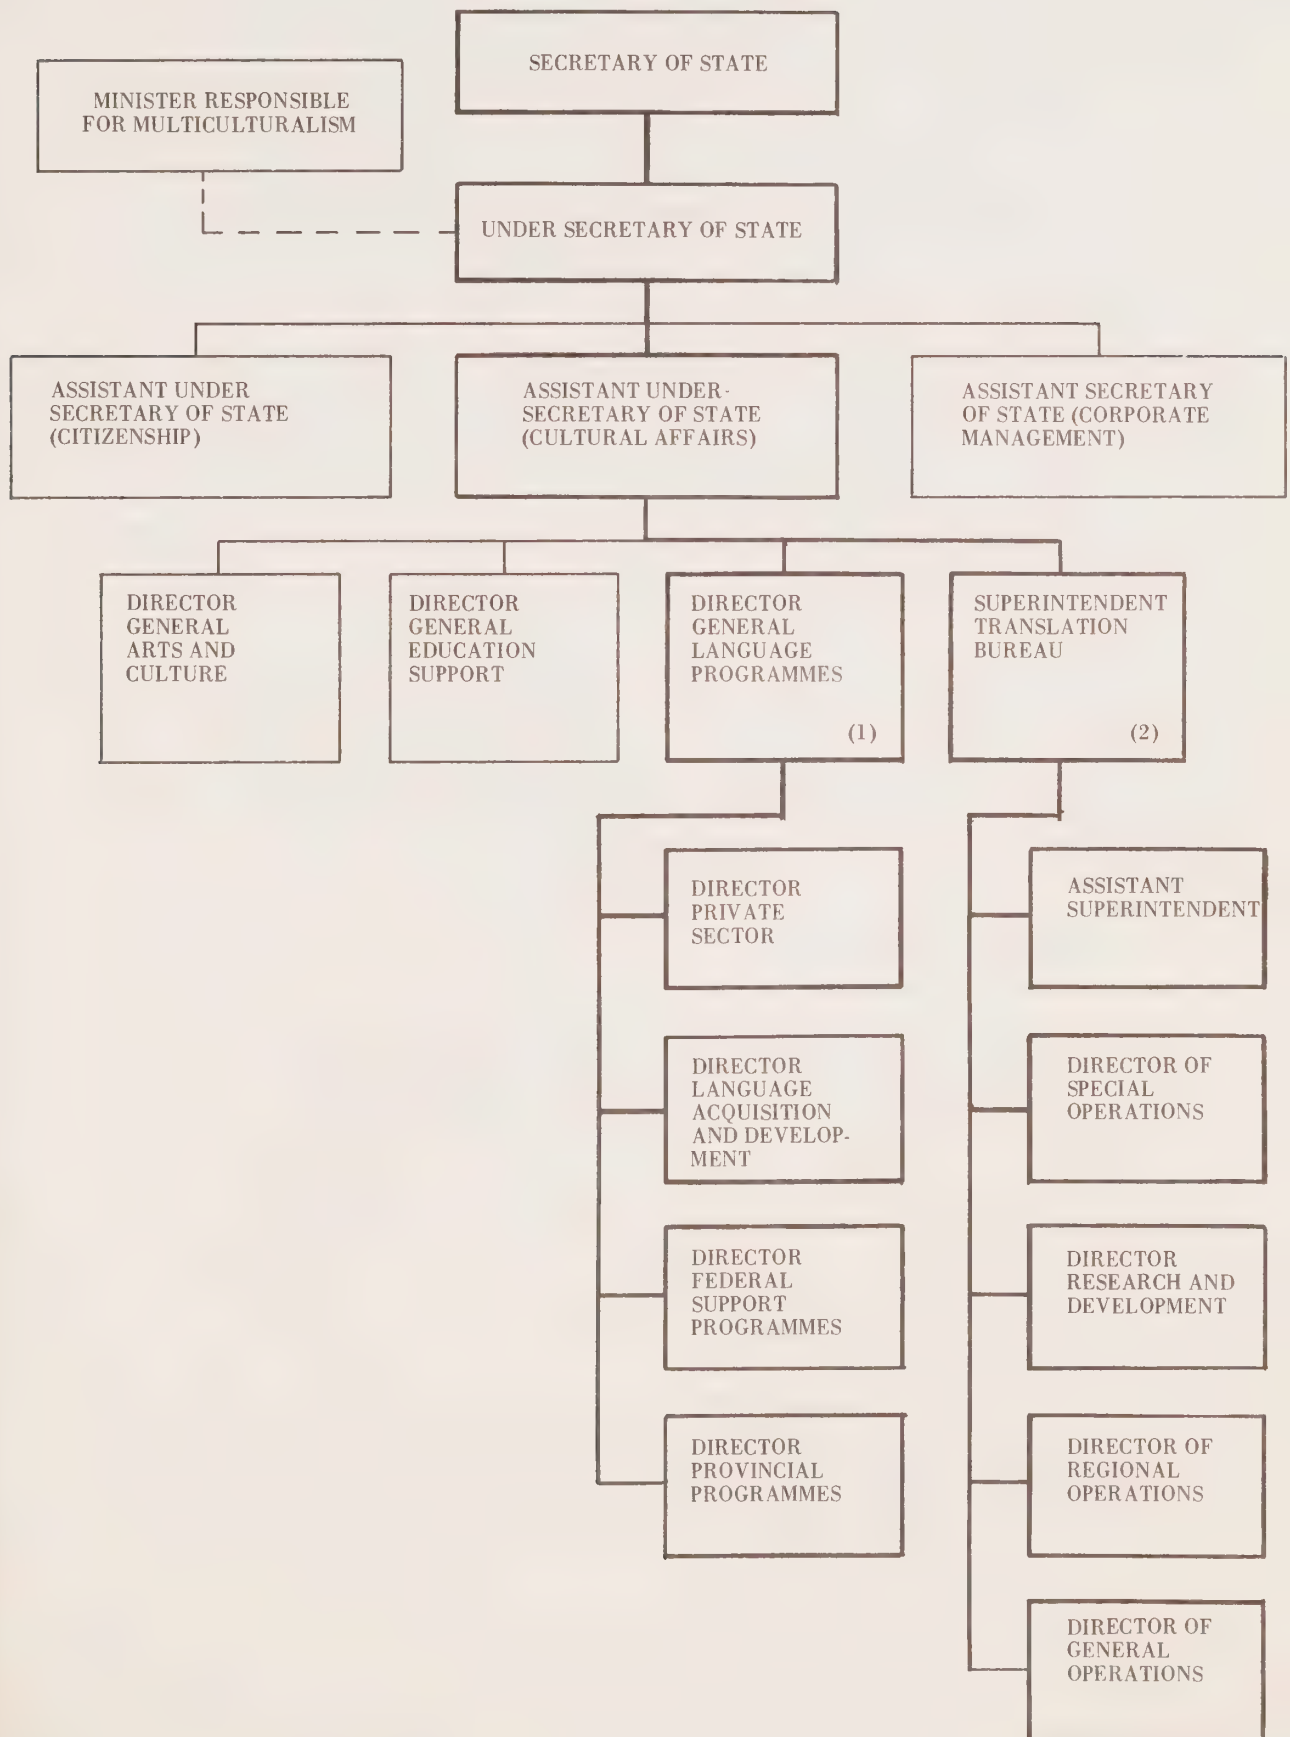 SECRETARY OF STATE
MINISTER RESPONSIBLE
FOR MULTICULTURALISM
UNDER SECRETARY OF STATE
ASSISTANT UNDER
SECRETARY OF STATE
(CITIZENSHIP)
ASSISTANT UNDER-
SECRETARY OF STATE
(CULTURAL AFFAIRS)
ASSISTANT SECRETARY
OF STATE (CORPORATE
MANAGEMENT)
DIRECTOR
GENERAL
ARTS AND
CULTURE
DIRECTOR
GENERAL
EDUCATION
SUPPORT
DIRECTOR
GENERAL
LANGUAGE
PROGRAMMES
(1)
SUPERINTENDENT
TRANSLATION
BUREAU
(2)
DIRECTOR
PRIVATE
SECTOR
DIRECTOR
LANGUAGE
ACQUISITION
AND DEVELOP-
MENT
DIRECTOR
FEDERAL
SUPPORT
PROGRAMMES
DIRECTOR
PROVINCIAL
PROGRAMMES
ASSISTANT
SUPERINTENDENT
DIRECTOR OF
SPECIAL
OPERATIONS
DIRECTOR
RESEARCH AND
DEVELOPMENT
DIRECTOR OF
REGIONAL
OPERATIONS
DIRECTOR OF
GENERAL
OPERATIONS